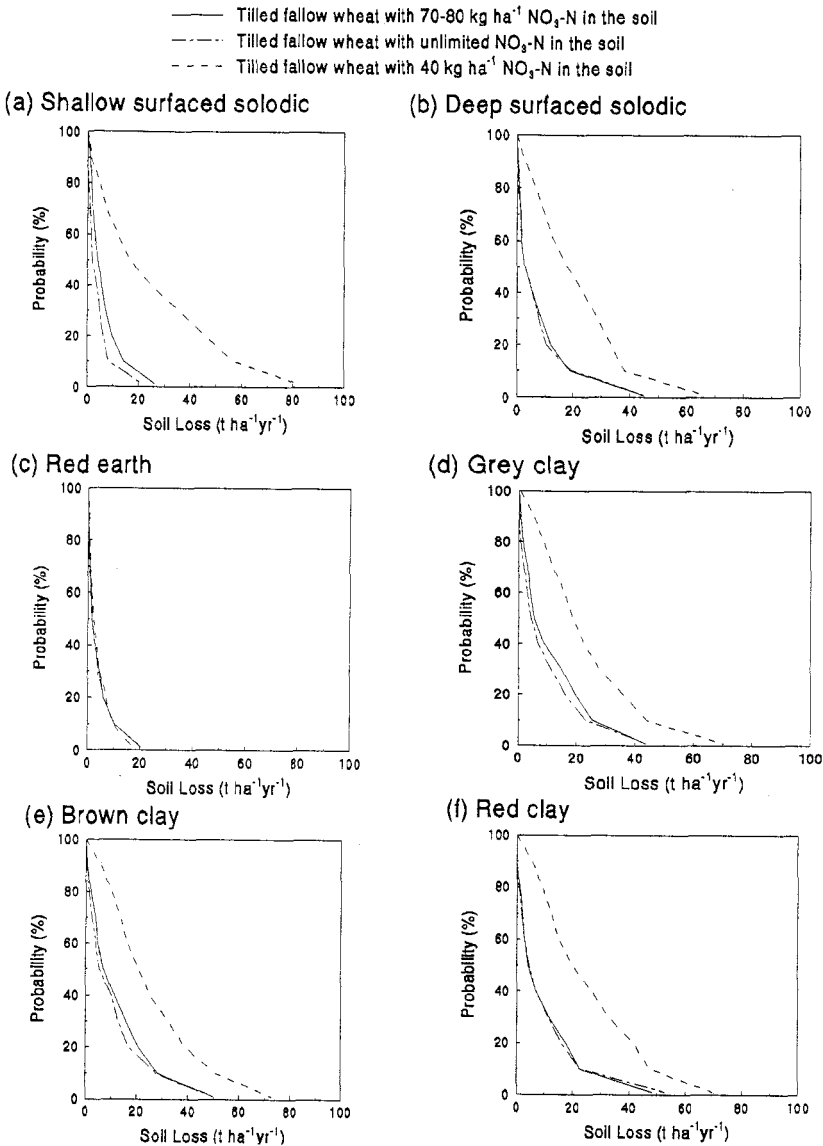 Tilled fallow wheat with 70-80 kg ha⁻¹ NO₃-N in the soil
Tilled fallow wheat with unlimited NO₃-N in the soil
Tilled fallow wheat with 40 kg ha⁻¹ NO₃-N in the soil
(a) Shallow surfaced solodic
100
80
60
40
20
0
Probability (%)
0 20 40 60 80 100
Soil Loss (t ha⁻¹yr⁻¹)
(b) Deep surfaced solodic
100
80
60
40
20
0
Probability (%)
0 20 40 60 80 100
Soil Loss (t ha⁻¹yr⁻¹)
(c) Red earth
100
80
60
40
20
0
Probability (%)
0 20 40 60 80 100
Soil Loss (t ha⁻¹yr⁻¹)
(d) Grey clay
100
80
60
40
20
0
Probability (%)
0 20 40 60 80 100
Soil Loss (t ha⁻¹yr⁻¹)
(e) Brown clay
100
80
60
40
20
0
Probability (%)
0 20 40 60 80 100
Soil Loss (t ha⁻¹yr⁻¹)
(f) Red clay
100
80
60
40
20
0
Probability (%)
0 20 40 60 80 100
Soil Loss (t ha⁻¹yr⁻¹)